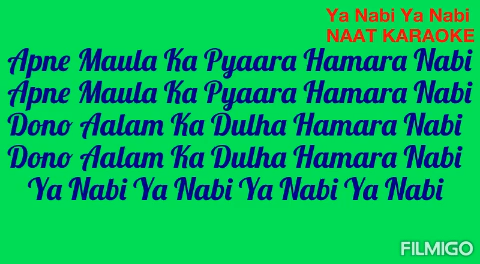 Ya Nabi Ya Nabi
NAAT KARAOKE
Apne Maula Ka Pyaara Hamara Nabi
Apne Maula Ka Pyaara Hamara Nabi
Dono Aalam Ka Dulha Hamara Nabi
Dono Aalam Ka Dulha Hamara Nabi
Ya Nabi Ya Nabi Ya Nabi Ya Nabi
FILMIGO